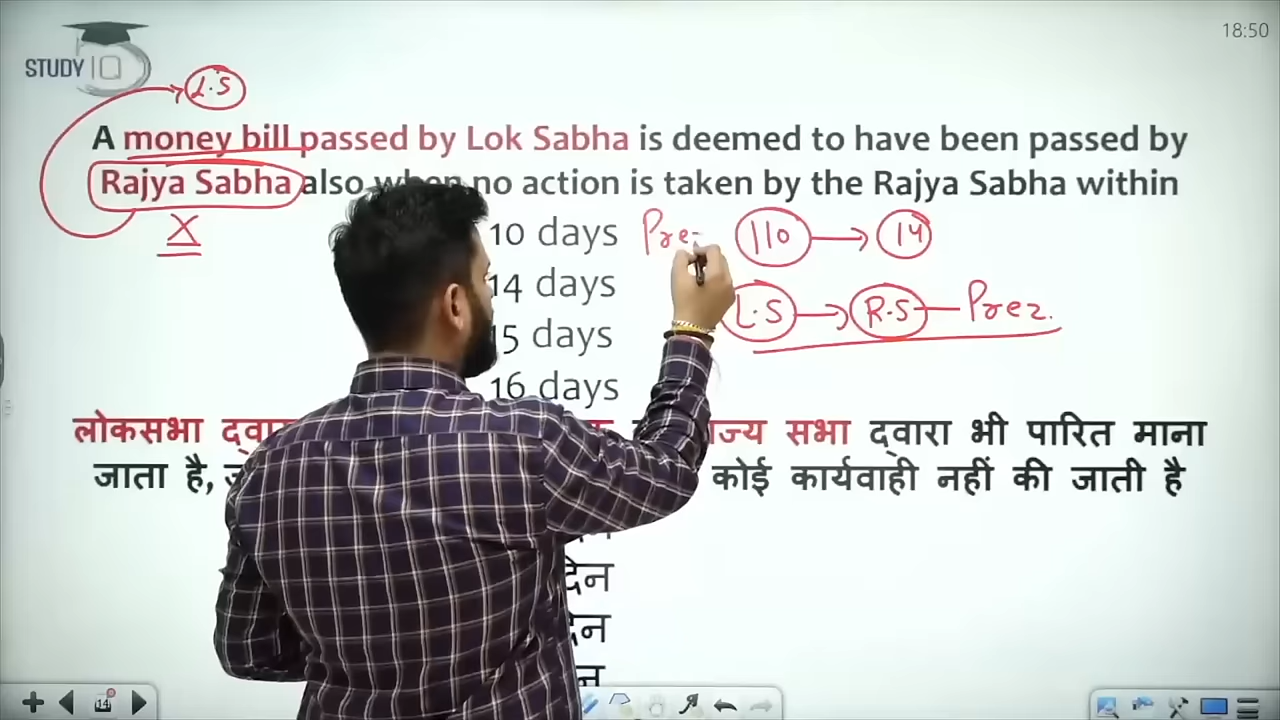 18:50
STUDY IQ
L.S
A money bill passed by Lok Sabha is deemed to have been passed by
Rajya Sabha also when no action is taken by the Rajya Sabha within
X
10 days Pre 110 → 14
14 days
L.S → R.S — Prez.
15 days
16 days
लोकसभा राज्य सभा द्वारा भी पारित माना
जाता है, कोई कार्यवाही नहीं की जाती है
दिन
दिन
14